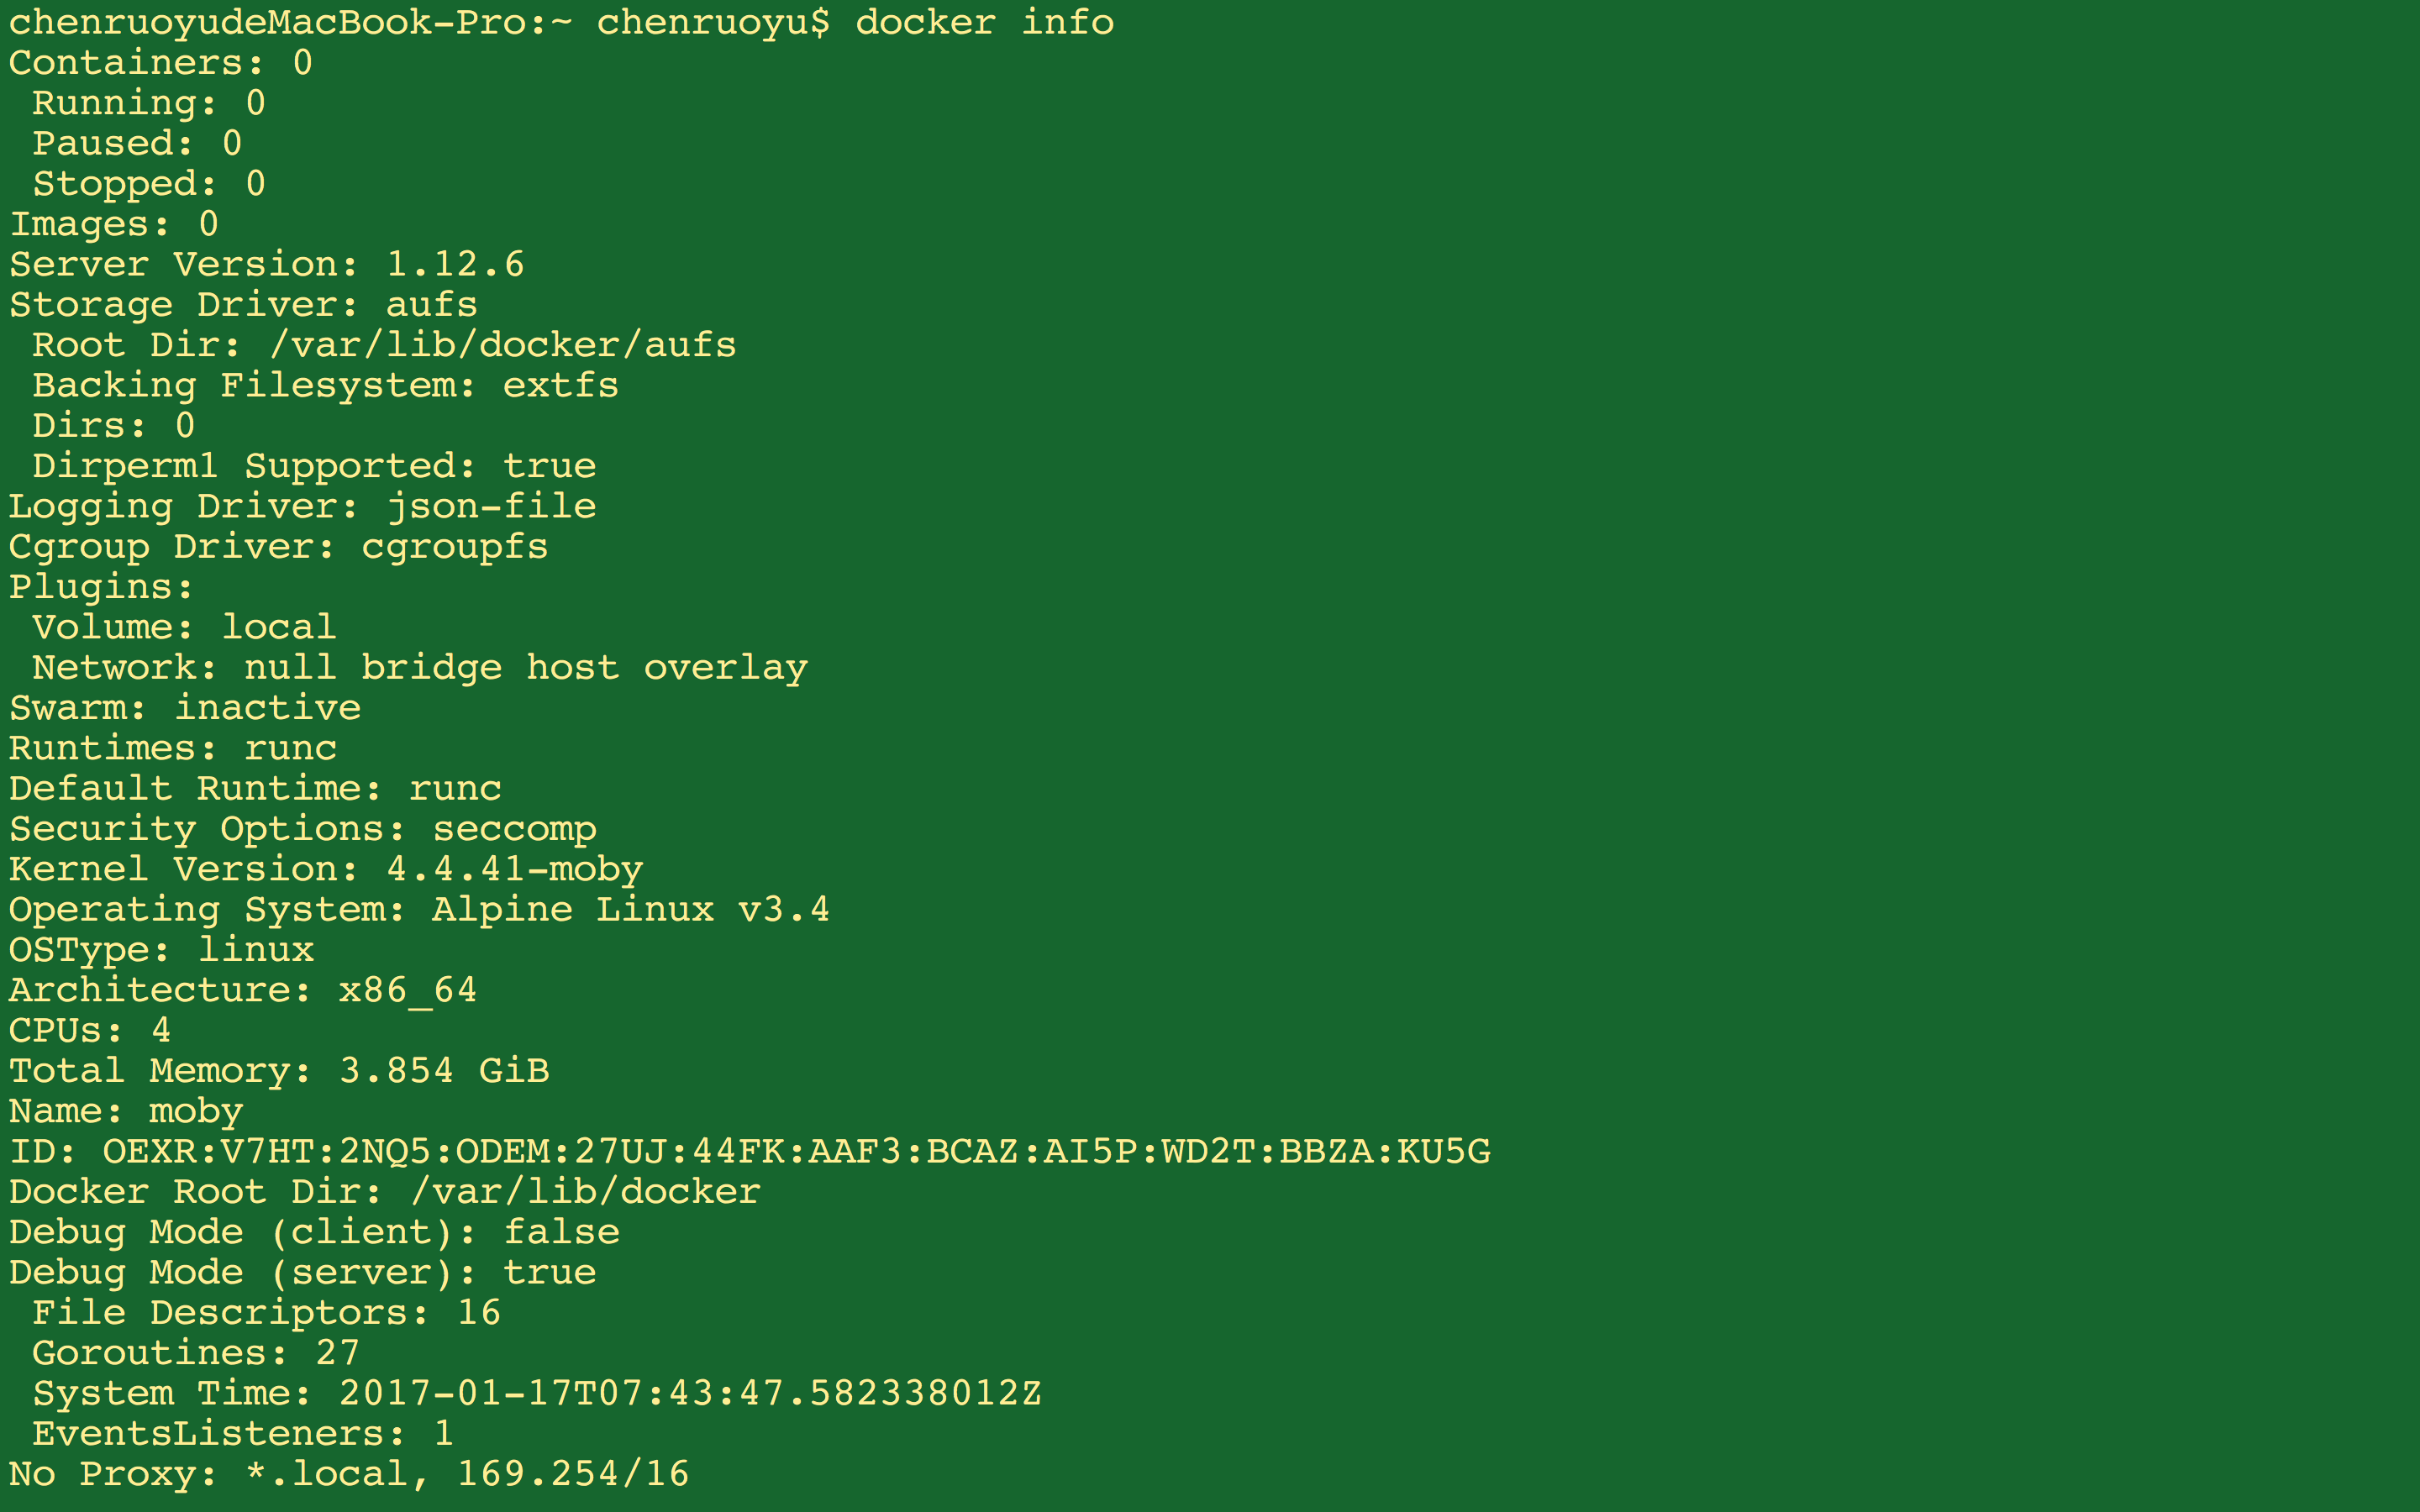 chenruoyudeMacBook-Pro:~ chenruoyu$ docker info
Containers: 0
 Running: 0
 Paused: 0
 Stopped: 0
Images: 0
Server Version: 1.12.6
Storage Driver: aufs
 Root Dir: /var/lib/docker/aufs
 Backing Filesystem: extfs
 Dirs: 0
 Dirperm1 Supported: true
Logging Driver: json-file
Cgroup Driver: cgroupfs
Plugins:
 Volume: local
 Network: null bridge host overlay
Swarm: inactive
Runtimes: runc
Default Runtime: runc
Security Options: seccomp
Kernel Version: 4.4.41-moby
Operating System: Alpine Linux v3.4
OSType: linux
Architecture: x86_64
CPUs: 4
Total Memory: 3.854 GiB
Name: moby
ID: OEXR:V7HT:2NQ5:ODEM:27UJ:44FK:AAF3:BCAZ:AI5P:WD2T:BBZA:KU5G
Docker Root Dir: /var/lib/docker
Debug Mode (client): false
Debug Mode (server): true
 File Descriptors: 16
 Goroutines: 27
 System Time: 2017-01-17T07:43:47.582338012Z
 EventsListeners: 1
No Proxy: *.local, 169.254/16